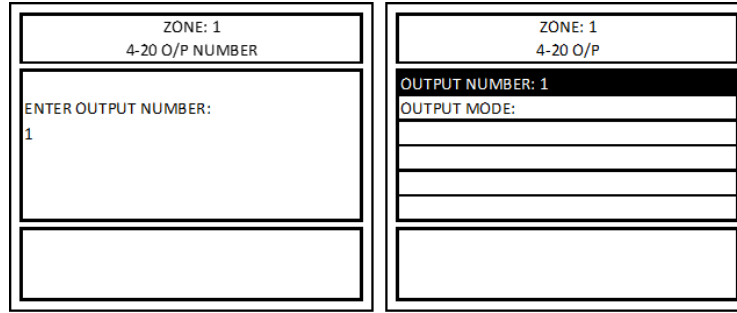 ZONE: 1
4-20 O/P NUMBER
ENTER OUTPUT NUMBER:
1
ZONE: 1
4-20 O/P
OUTPUT NUMBER: 1
OUTPUT MODE: